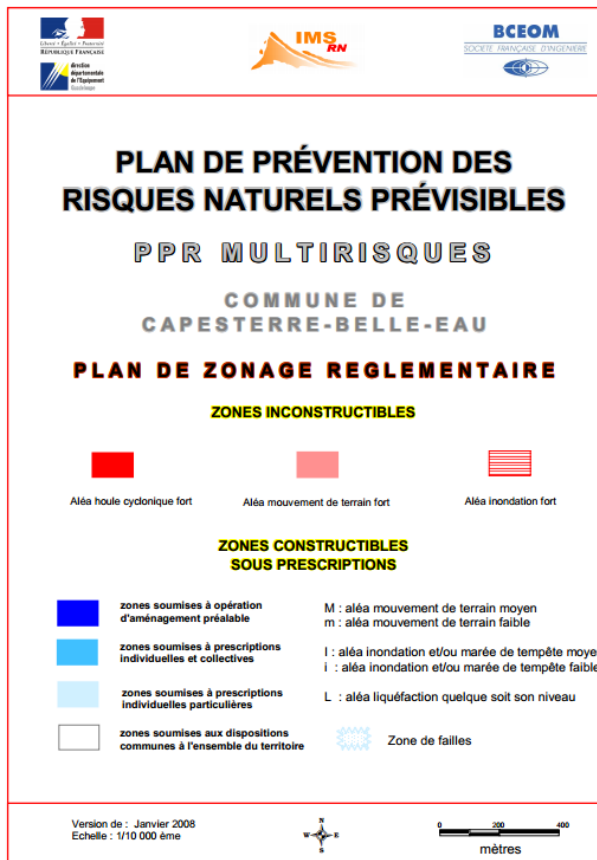 Liberté • Égalité • Fraternité
RÉPUBLIQUE FRANÇAISE
direction
départementale
de l'Equipement
Guadeloupe
IMS
RN
BCEOM
SOCIÉTÉ FRANÇAISE D'INGENIERIE
PLAN DE PRÉVENTION DES
RISQUES NATURELS PRÉVISIBLES
PPR MULTIRISQUES
COMMUNE DE
CAPESTERRE-BELLE-EAU
PLAN DE ZONAGE REGLEMENTAIRE
ZONES INCONSTRUCTIBLES
Aléa houle cyclonique fort
Aléa mouvement de terrain fort
Aléa inondation fort
ZONES CONSTRUCTIBLES
SOUS PRESCRIPTIONS
zones soumises à opération
d'aménagement préalable
zones soumises à prescriptions
individuelles et collectives
zones soumises à prescriptions
individuelles particulières
zones soumises aux dispositions
communes à l'ensemble du territoire
M : aléa mouvement de terrain moyen
m : aléa mouvement de terrain faible
I : aléa inondation et/ou marée de tempête moye
i : aléa inondation et/ou marée de tempête faible
L : aléa liquéfaction quelque soit son niveau
Zone de failles
Version de : Janvier 2008
Echelle : 1/10 000 ème
N
W E
S
0 200 400
mètres